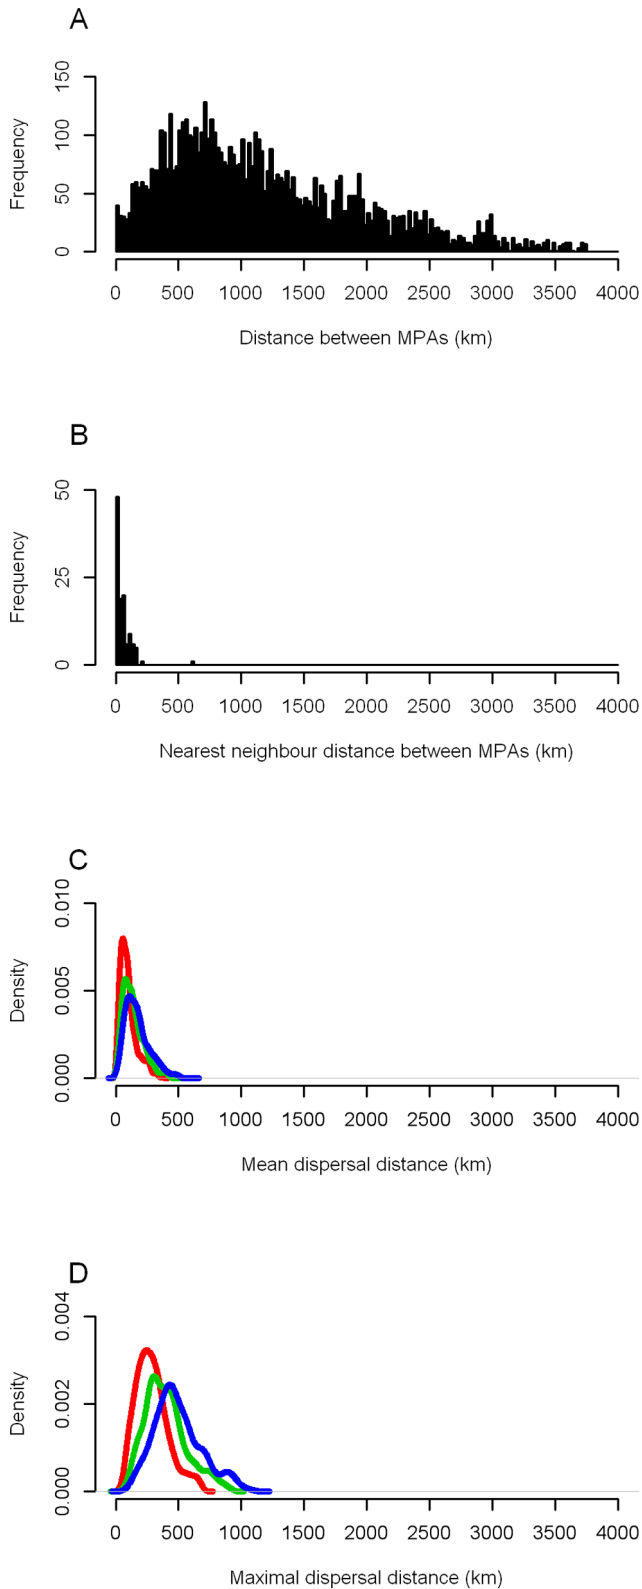 A
Frequency
150
100
50
0
0 500 1000 1500 2000 2500 3000 3500 4000
Distance between MPAs (km)
B
Frequency
50
25
0
0 500 1000 1500 2000 2500 3000 3500 4000
Nearest neighbour distance between MPAs (km)
C
Density
0.010
0.005
0.000
0 500 1000 1500 2000 2500 3000 3500 4000
Mean dispersal distance (km)
D
Density
0.004
0.002
0.000
0 500 1000 1500 2000 2500 3000 3500 4000
Maximal dispersal distance (km)